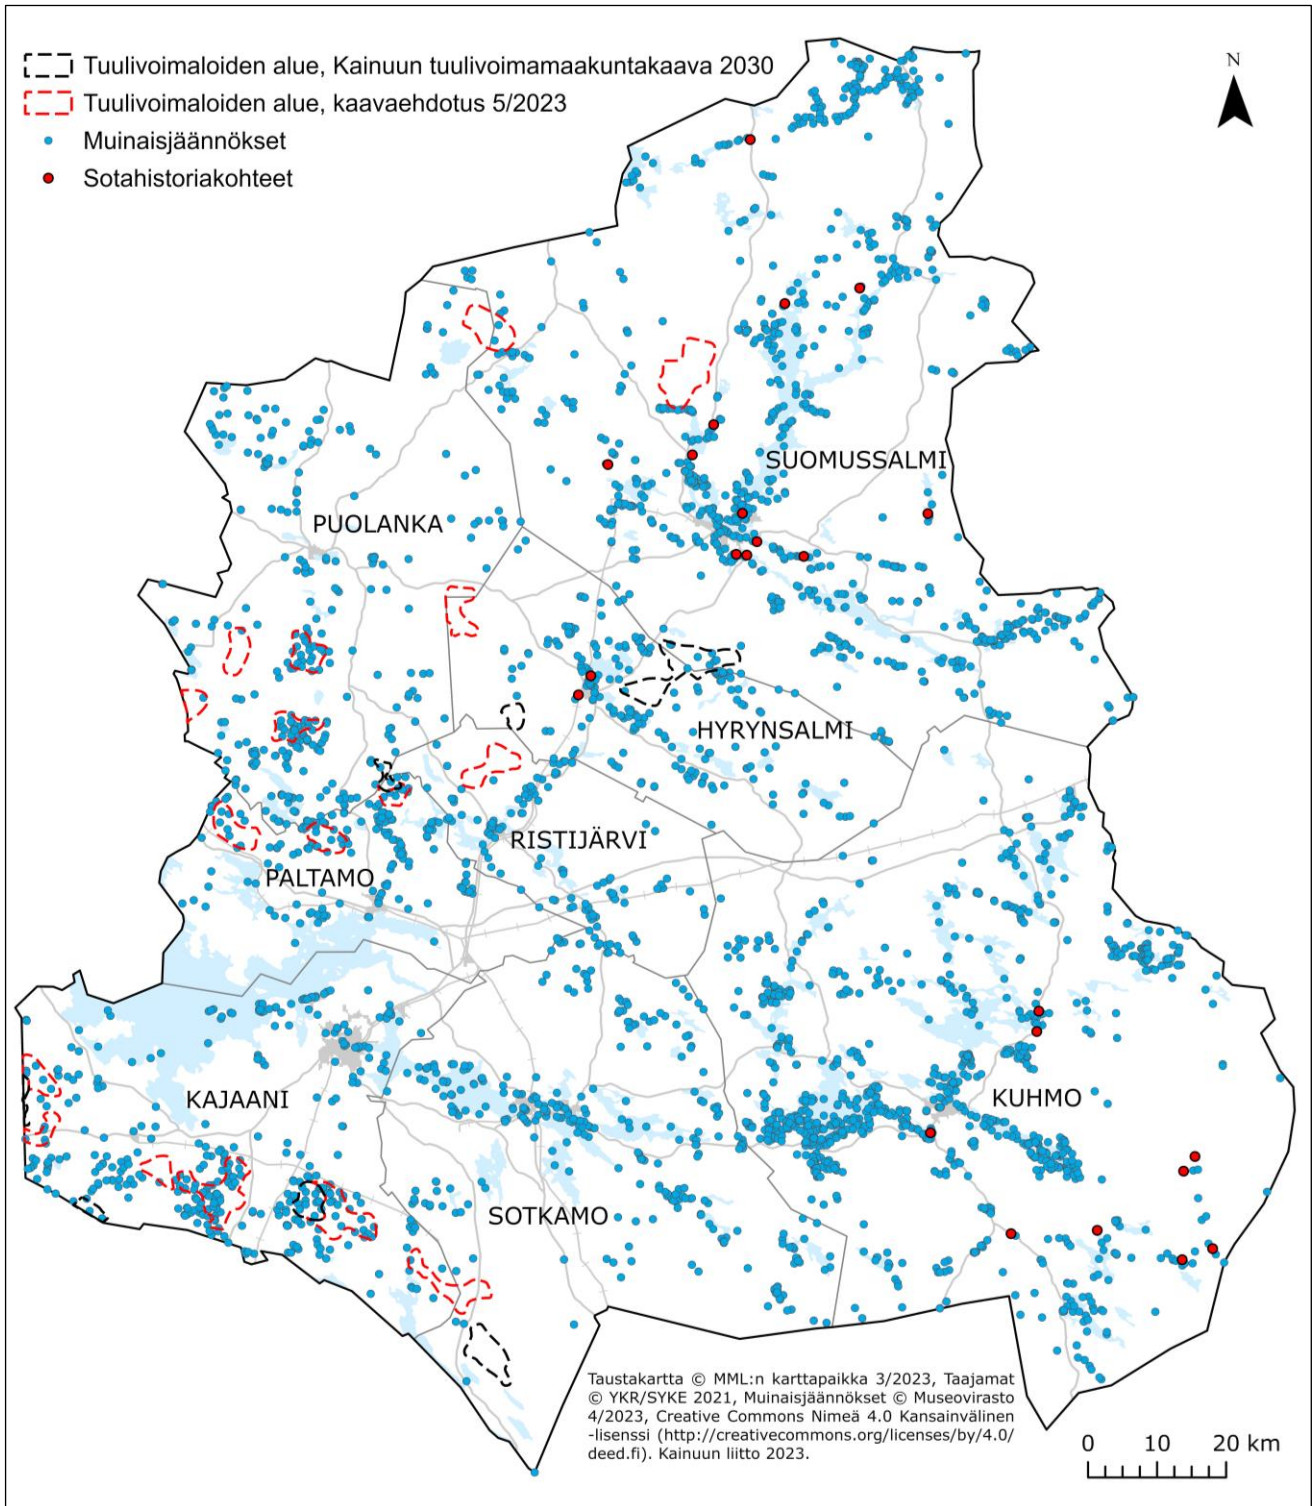 Tuulivoimaloiden alue, Kainuun tuulivoimamaakuntakaava 2030
Tuulivoimaloiden alue, kaavaehdotus 5/2023
Muinaisjäännökset
Sotahistoriakohteet
N
SUOMUSSALMI
PUOLANKA
HYRYNSALMI
RISTIJÄRVI
PALTAMO
KAJAANI
KUHMO
SOTKAMO
Taustakartta © MML:n karttapaikka 3/2023, Taajamat
© YKR/SYKE 2021, Muinaisjäännökset © Museovirasto
4/2023, Creative Commons Nimeä 4.0 Kansainvälinen
-lisenssi (http://creativecommons.org/licenses/by/4.0/
deed.fi). Kainuun liitto 2023.
0 10 20 km